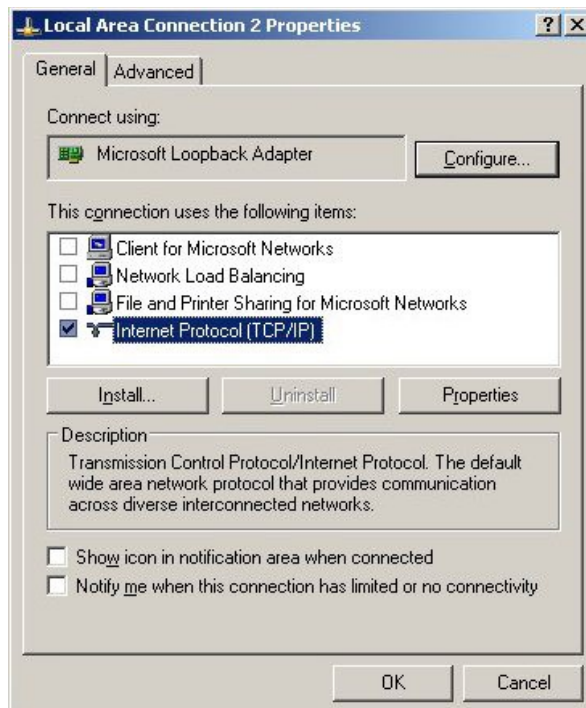 Local Area Connection 2 Properties
General Advanced
Connect using:
Microsoft Loopback Adapter Configure...
This connection uses the following items:
Client for Microsoft Networks
Network Load Balancing
File and Printer Sharing for Microsoft Networks
Internet Protocol (TCP/IP)
Install... Uninstall Properties
Description
Transmission Control Protocol/Internet Protocol. The default
wide area network protocol that provides communication
across diverse interconnected networks.
Show icon in notification area when connected
Notify me when this connection has limited or no connectivity
OK Cancel